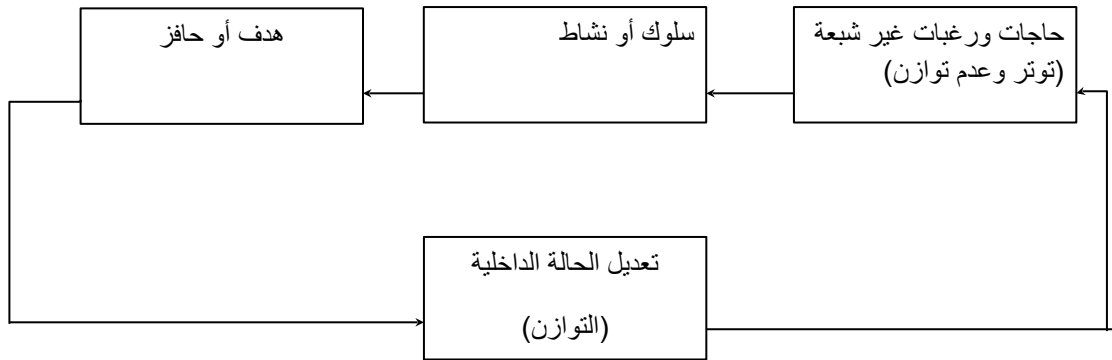 حاجات ورغبات غير شبعة
(توتر وعدم توازن)
سلوك أو نشاط
هدف أو حافز
تعديل الحالة الداخلية
(التوازن)